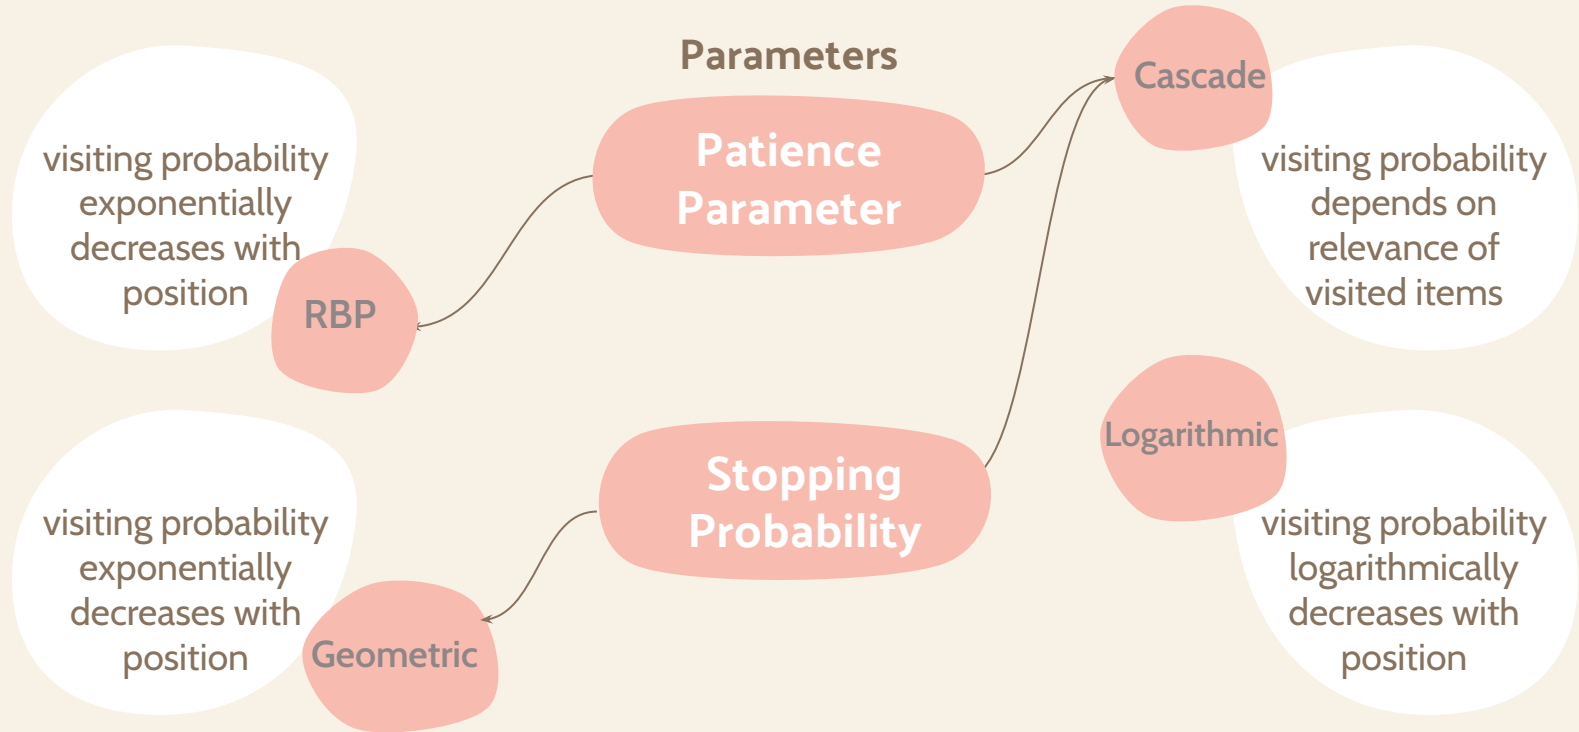 Parameters
Patience
Parameter
Cascade
visiting probability
exponentially
decreases with
position
RBP
visiting probability
depends on
relevance of
visited items
Stopping
Probability
Logarithmic
visiting probability
exponentially
decreases with
position
Geometric
visiting probability
logarithmically
decreases with
position